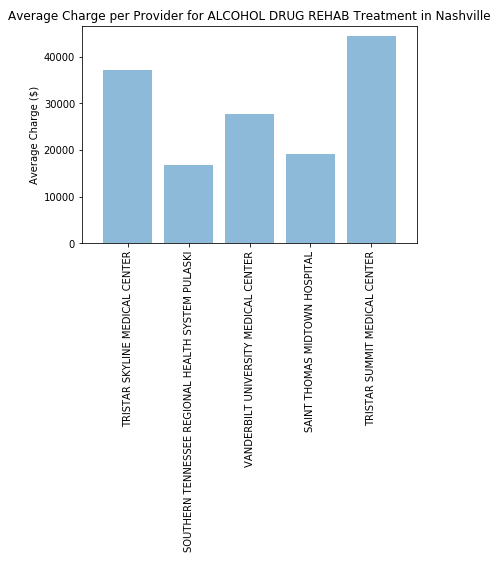 Average Charge per Provider for ALCOHOL DRUG REHAB Treatment in Nashville
Average Charge ($)
40000
30000
20000
10000
0
TRISTAR SKYLINE MEDICAL CENTER
SOUTHERN TENNESSEE REGIONAL HEALTH SYSTEM PULASKI
VANDERBILT UNIVERSITY MEDICAL CENTER
SAINT THOMAS MIDTOWN HOSPITAL
TRISTAR SUMMIT MEDICAL CENTER